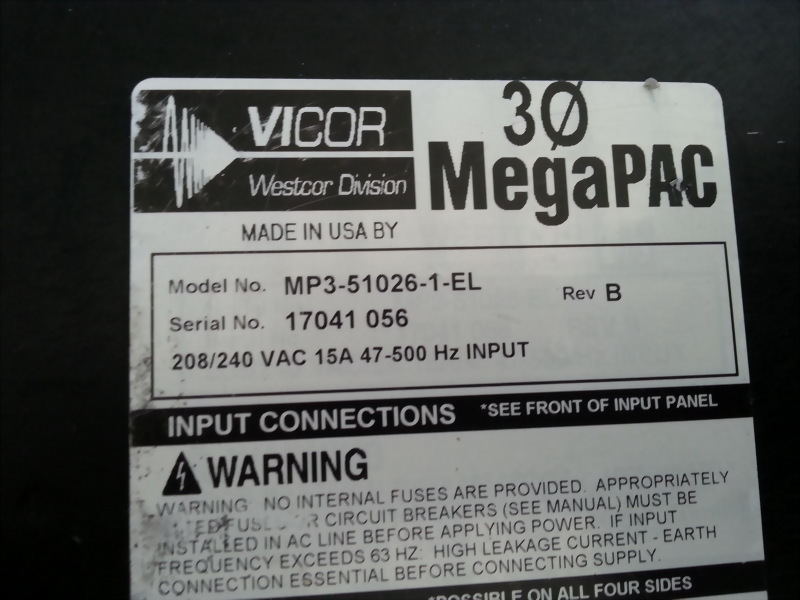 VICOR
Westcor Division
3Ø
MegaPAC
MADE IN USA BY
Model No. MP3-51026-1-EL
Rev B
Serial No. 17041 056
208/240 VAC 15A 47-500 Hz INPUT
INPUT CONNECTIONS *SEE FRONT OF INPUT PANEL
WARNING
WARNING NO INTERNAL FUSES ARE PROVIDED. APPROPRIATELY
CIRCUIT BREAKERS (SEE MANUAL) MUST BE
INSTALLED IN AC LINE BEFORE APPLYING POWER. IF INPUT
FREQUENCY EXCEEDS 63 HZ: HIGH LEAKAGE CURRENT - EARTH
CONNECTION ESSENTIAL BEFORE CONNECTING SUPPLY.
*POSSIBLE ON ALL FOUR SIDES